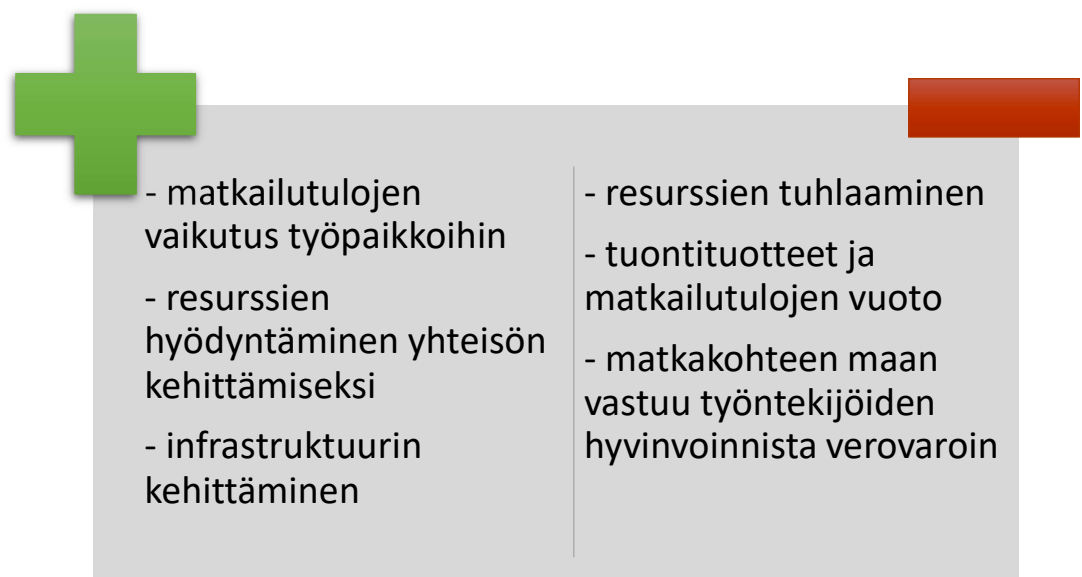 - matkailutulojen
vaikutus työpaikkoihin
- resurssien
hyödyntäminen yhteisön
kehittämiseksi
- infrastruktuurin
kehittäminen
- resurssien tuhlaaminen
- tuontituotteet ja
matkailutulojen vuoto
- matkakohteen maan
vastuu työntekijöiden
hyvinvoinnista verovaroin